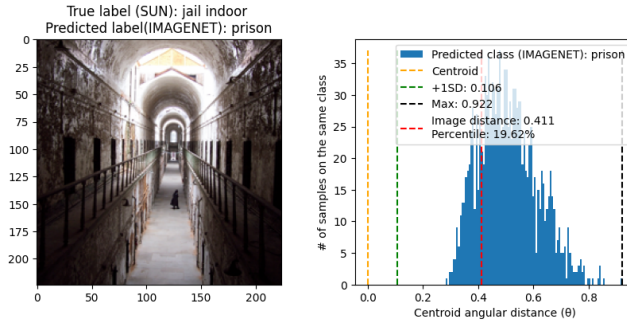 True label (SUN): jail indoor
Predicted label(IMAGENET): prison
0
25
50
75
100
125
150
175
200
0
50
100
150
200
# of samples on the same class
35
30
25
20
15
10
5
0
0.0
0.2
0.4
0.6
0.8
Centroid angular distance (θ)
Predicted class (IMAGENET): prison
Centroid
+1SD: 0.106
Max: 0.922
Image distance: 0.411
Percentile: 19.62%